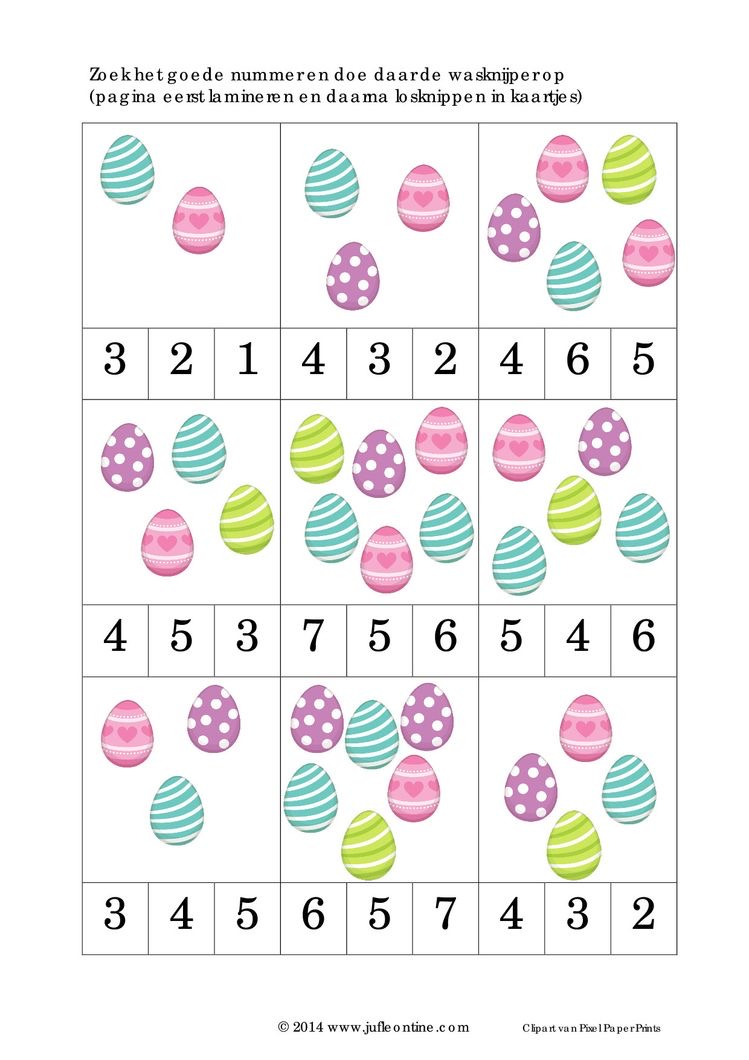 Zoek het goede nummer en doe daar de wasknijper op
(pagina eerst lamineren en daarna losknippen in kaartjes)
3 2 1 4 3 2 4 6 5
4 5 3 7 5 6 5 4 6
3 4 5 6 5 7 4 3 2
© 2014 www.jufleontine.com Clipart van Pixel Paper Prints